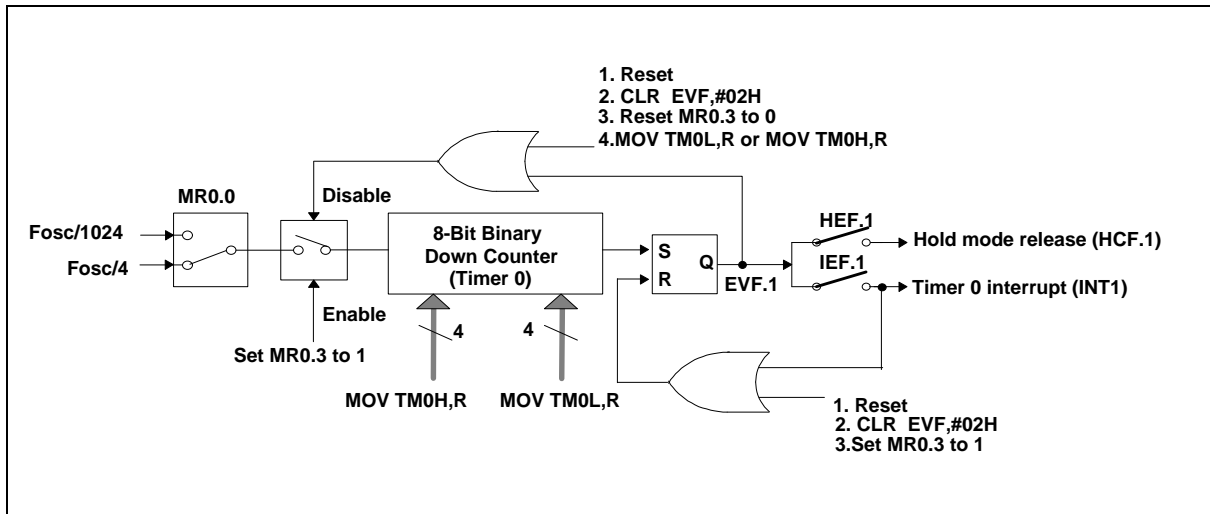 1. Reset
2. CLR EVF,#02H
3. Reset MR0.3 to 0
4.MOV TM0L,R or MOV TM0H,R
MR0.0
Disable
Fosc/1024
Fosc/4
8-Bit Binary
Down Counter
(Timer 0)
S
R
Q
EVF.1
HEF.1
Hold mode release (HCF.1)
IEF.1
Timer 0 interrupt (INT1)
Enable
Set MR0.3 to 1
4
4
MOV TM0H,R
MOV TM0L,R
1. Reset
2. CLR EVF,#02H
3.Set MR0.3 to 1